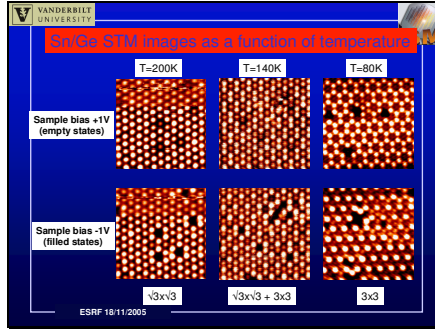 VANDERBILT
UNIVERSITY
Sn/Ge STM images as a function of temperature
T=200K
T=140K
T=80K
Sample bias +1V
(empty states)
Sample bias -1V
(filled states)
√3x√3
√3x√3 + 3x3
3x3
ESRF 18/11/2005